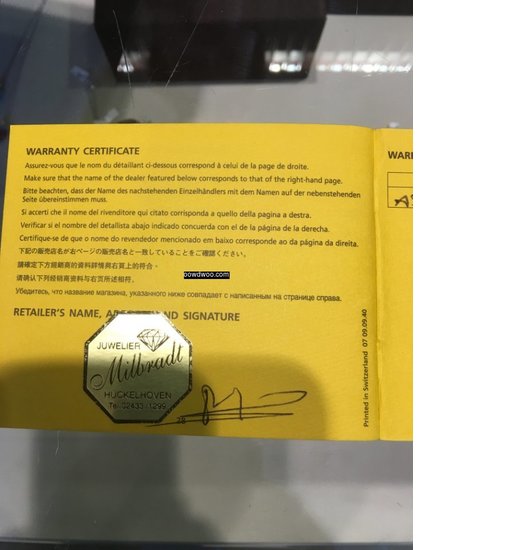 WARRANTY CERTIFICATE
Assurez-vous que le nom du détaillant ci-dessous correspond à celui de la page de droite.
Make sure that the name of the dealer featured below corresponds to that of the right-hand page.
Bitte beachten, dass der Name des nachstehenden Einzelhändlers mit dem Namen auf der nebenstehenden
Seite übereinstimmen muss.
Si accerti che il nome del rivenditore qui citato corrisponda a quello della pagina a destra.
Verificar si el nombre del detallista abajo indicado concuerda con el de la página de la derecha.
Certifique-se de que o nome do revendedor mencionado em baixo corresponde ao da página da direita.
下記の販売店名が右ページの販売店名と一致していることをご確認ください。
請確定下方經銷商的資料詳情與右頁上的符合。
请确认下列经销商资料与右页所述相符.
Убедитесь, что название магазина, указанного ниже совпадает с написанным на странице справа.
powdwoo.com
RETAILER'S NAME, AND SIGNATURE
JUWELIER
Milbradt
HÜCKELHOVEN
Tel. 02433 / 1299
28
Printed in Switzerland 07 09.09.40
WARR